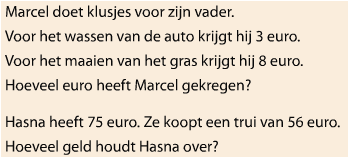 Marcel doet klusjes voor zijn vader.
Voor het wassen van de auto krijgt hij 3 euro.
Voor het maaien van het gras krijgt hij 8 euro.
Hoeveel euro heeft Marcel gekregen?
Hasna heeft 75 euro. Ze koopt een trui van 56 euro.
Hoeveel geld houdt Hasna over?